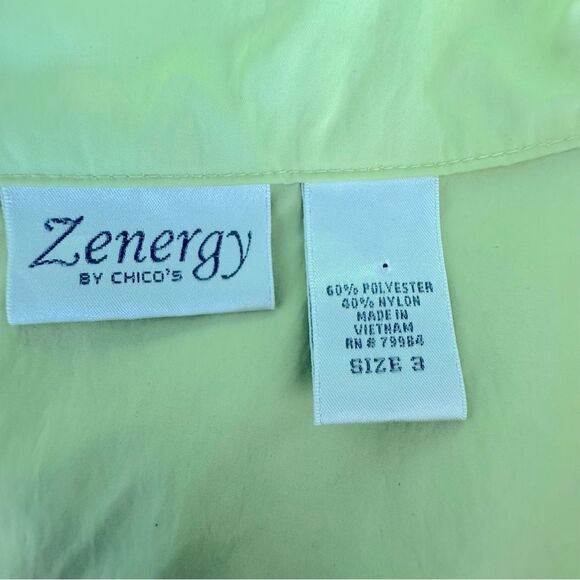 Zenergy
BY CHICO'S
60% POLYESTER
40% NYLON
MADE IN
VIETNAM
RN # 79984
SIZE 3